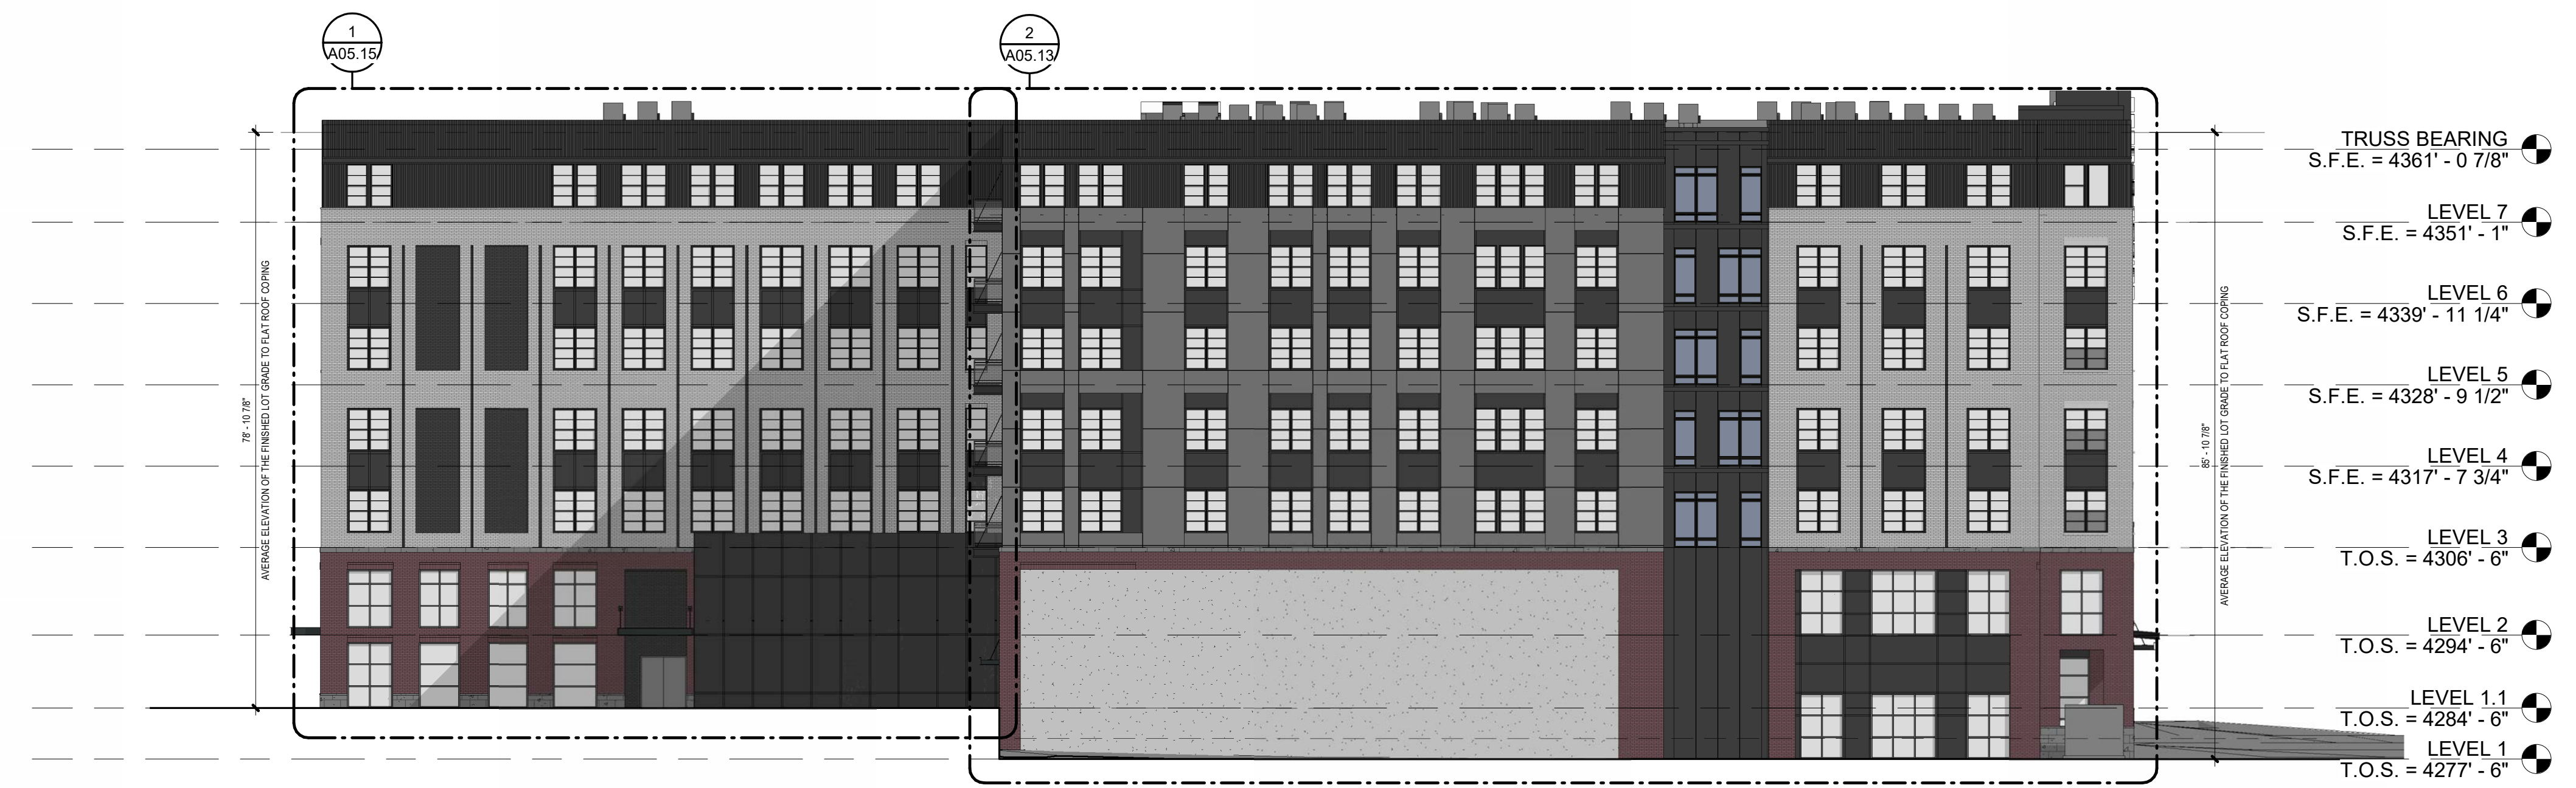 1
A05.15
2
A05.13
TRUSS BEARING
S.F.E. = 4361' - 0 7/8"
LEVEL 7
S.F.E. = 4351' - 1"
LEVEL 6
S.F.E. = 4339' - 11 1/4"
LEVEL 5
S.F.E. = 4328' - 9 1/2"
LEVEL 4
S.F.E. = 4317' - 7 3/4"
LEVEL 3
T.O.S. = 4306' - 6"
LEVEL 2
T.O.S. = 4294' - 6"
LEVEL 1.1
T.O.S. = 4284' - 6"
LEVEL 1
T.O.S. = 4277' - 6"
78' - 10 7/8"
AVERAGE ELEVATION OF THE FINISHED LOT GRADE TO FLAT ROOF COPING
85' - 10 7/8"
AVERAGE ELEVATION OF THE FINISHED LOT GRADE TO FLAT ROOF COPING